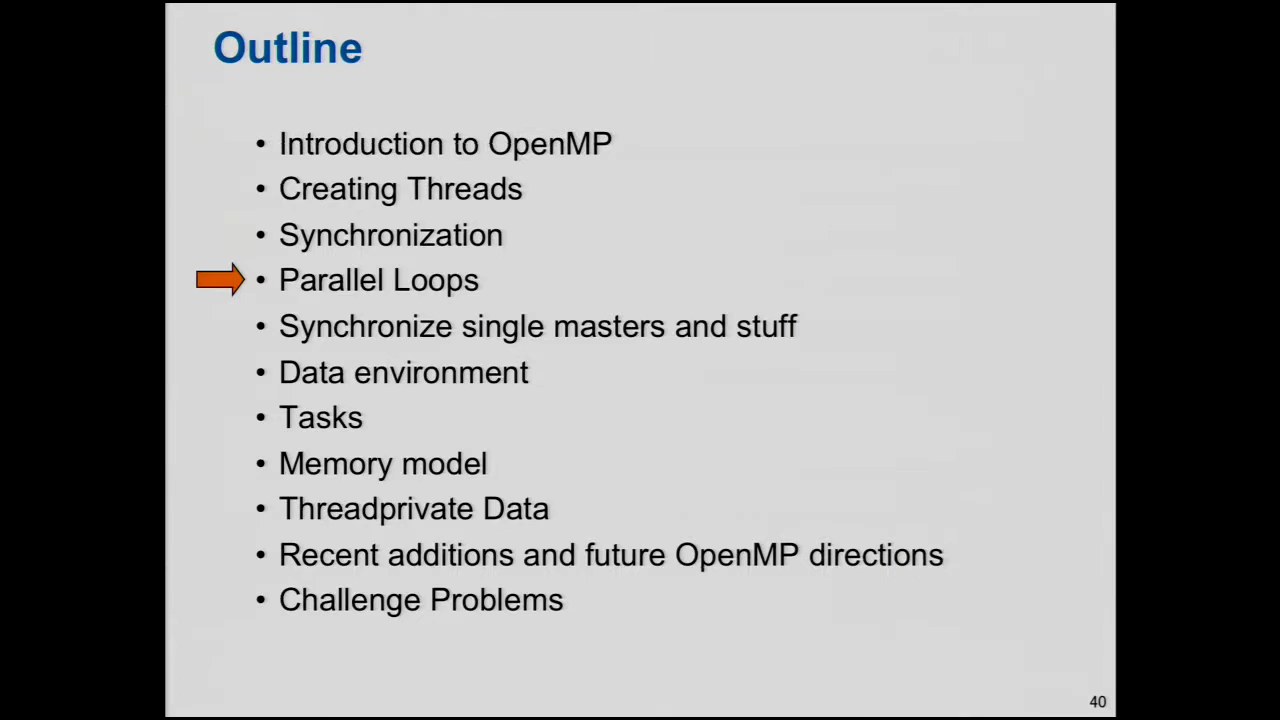 Outline
• Introduction to OpenMP
• Creating Threads
• Synchronization
• Parallel Loops
• Synchronize single masters and stuff
• Data environment
• Tasks
• Memory model
• Threadprivate Data
• Recent additions and future OpenMP directions
• Challenge Problems
40